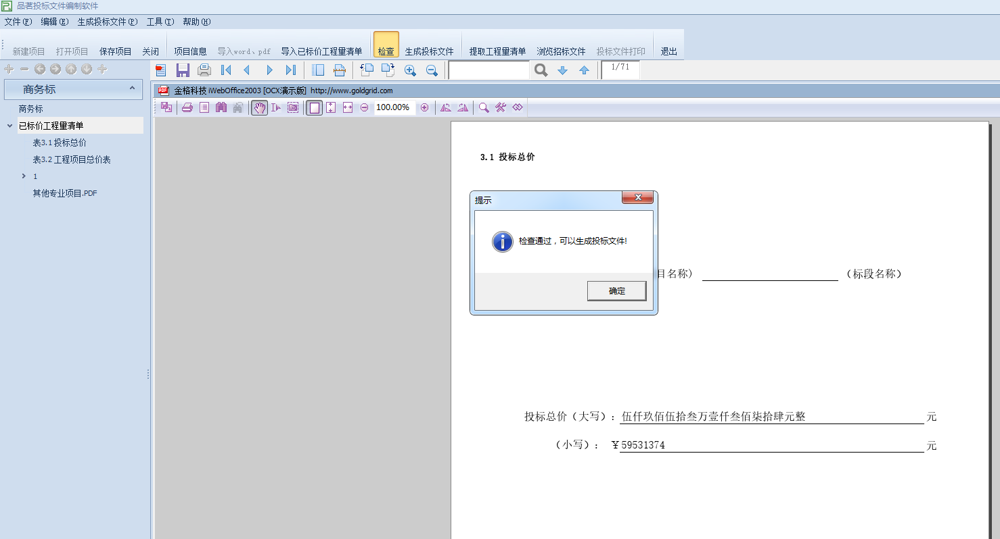 品茗投标文件编制软件
文件(F) 编辑(E) 生成投标文件(P) 工具(T) 帮助(H)
新建项目 打开项目 保存项目 关闭 项目信息 导入word、pdf 导入已标价工程量清单 检查 生成投标文件 提取工程量清单 浏览招标文件 投标文件打印 退出
1/71
商务标
金格科技 iWebOffice2003 [OCX演示版] http://www.goldgrid.com
商务标
100.00%
已标价工程量清单
表3.1 投标总价
表3.2 工程项目总价表
1
其他专业项目.PDF
3.1 投标总价
提示
检查通过，可以生成投标文件!
确定
目名称） （标段名称）
投标总价（大写）：伍仟玖佰伍拾叁万壹仟叁佰柒拾肆元整 元
（小写）： ￥59531374 元